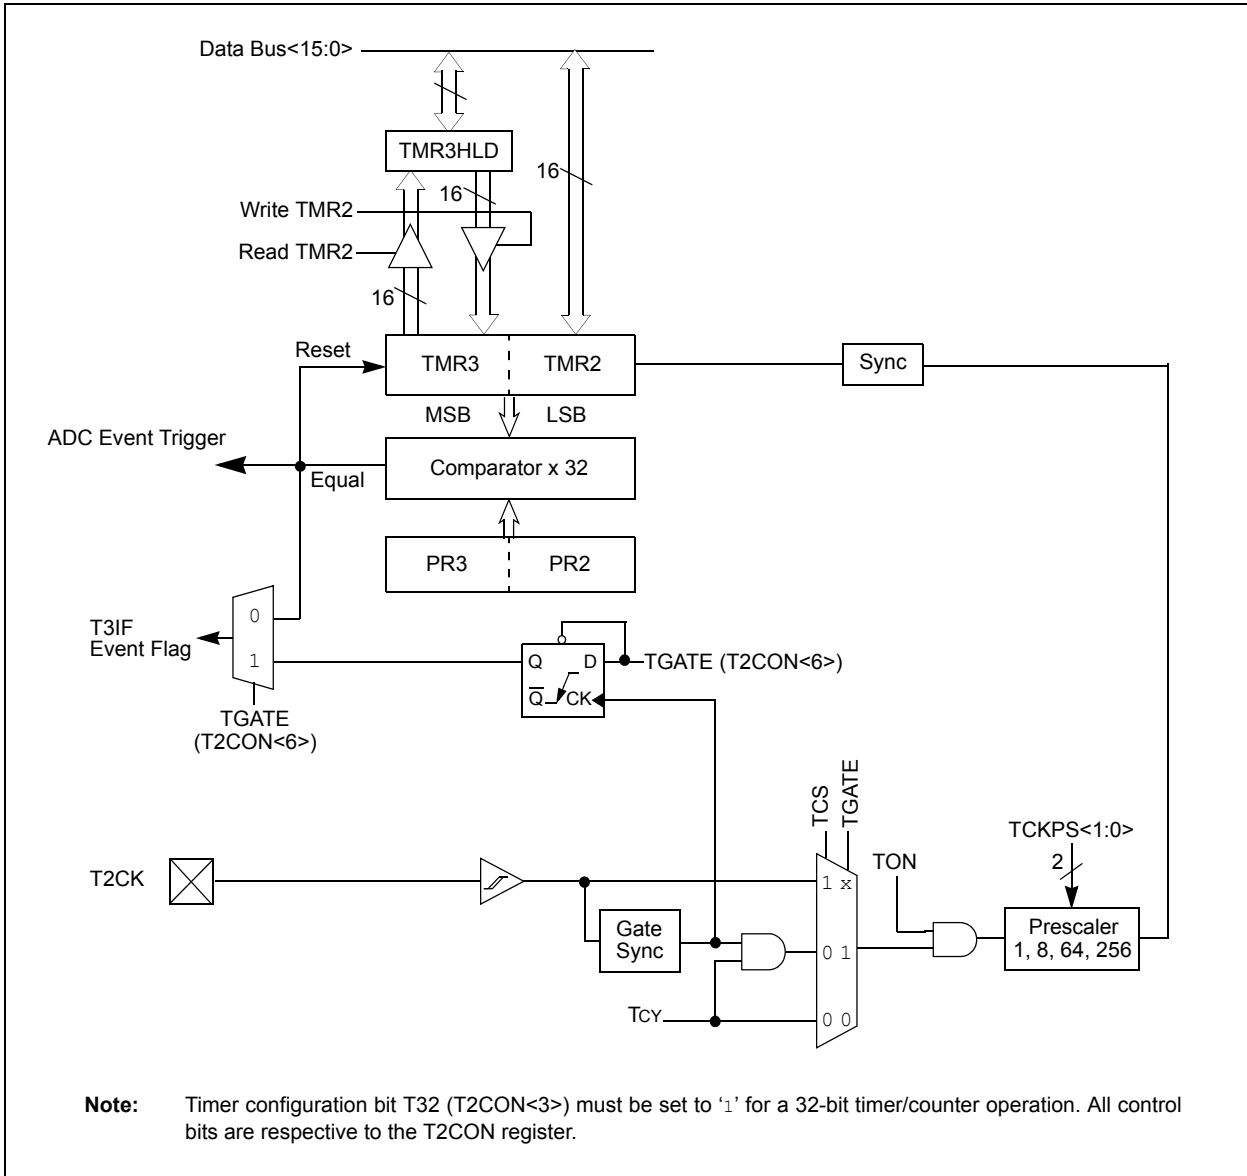 Data Bus<15:0>
TMR3HLD
16
16
Write TMR2
Read TMR2
16
Reset
TMR3
TMR2
Sync
MSB
LSB
ADC Event Trigger
Equal
Comparator x 32
PR3
PR2
0
1
T3IF
Event Flag
TGATE
(T2CON<6>)
Q
D
Q
CK
TGATE (T2CON<6>)
TCS
TGATE
TCKPS<1:0>
2
TON
T2CK
1 x
Gate
Sync
0 1
Prescaler
1, 8, 64, 256
TCY
0 0
Note: Timer configuration bit T32 (T2CON<3>) must be set to ‘1’ for a 32-bit timer/counter operation. All control
bits are respective to the T2CON register.